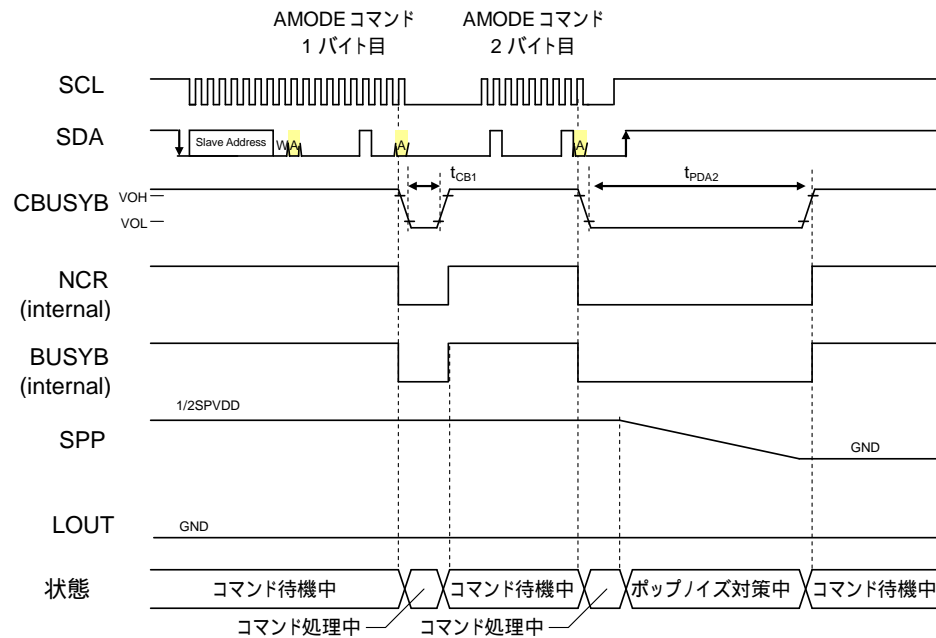 AMODE コマンド
1 バイト目
AMODE コマンド
2 バイト目
SCL
SDA
Slave Address
W
A
A
A
CBUSYB
VOH
VOL
tCB1
tPDA2
NCR
(internal)
BUSYB
(internal)
SPP
1/2SPVDD
GND
LOUT
GND
状態
コマンド待機中
コマンド待機中
ポップノイズ対策中
コマンド待機中
コマンド処理中
コマンド処理中